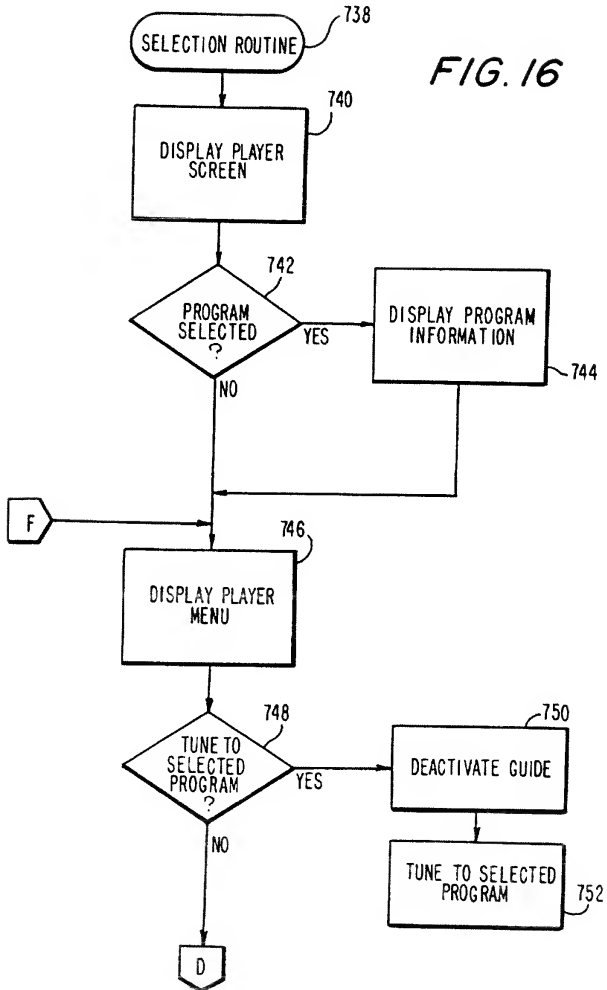 738
SELECTION ROUTINE
FIG. 16
740
DISPLAY PLAYER
SCREEN
742
PROGRAM
SELECTED
?
YES
NO
DISPLAY PROGRAM
INFORMATION
744
F
746
DISPLAY PLAYER
MENU
748
TUNE TO
SELECTED
PROGRAM
?
YES
NO
750
DEACTIVATE GUIDE
TUNE TO SELECTED
PROGRAM
752
D